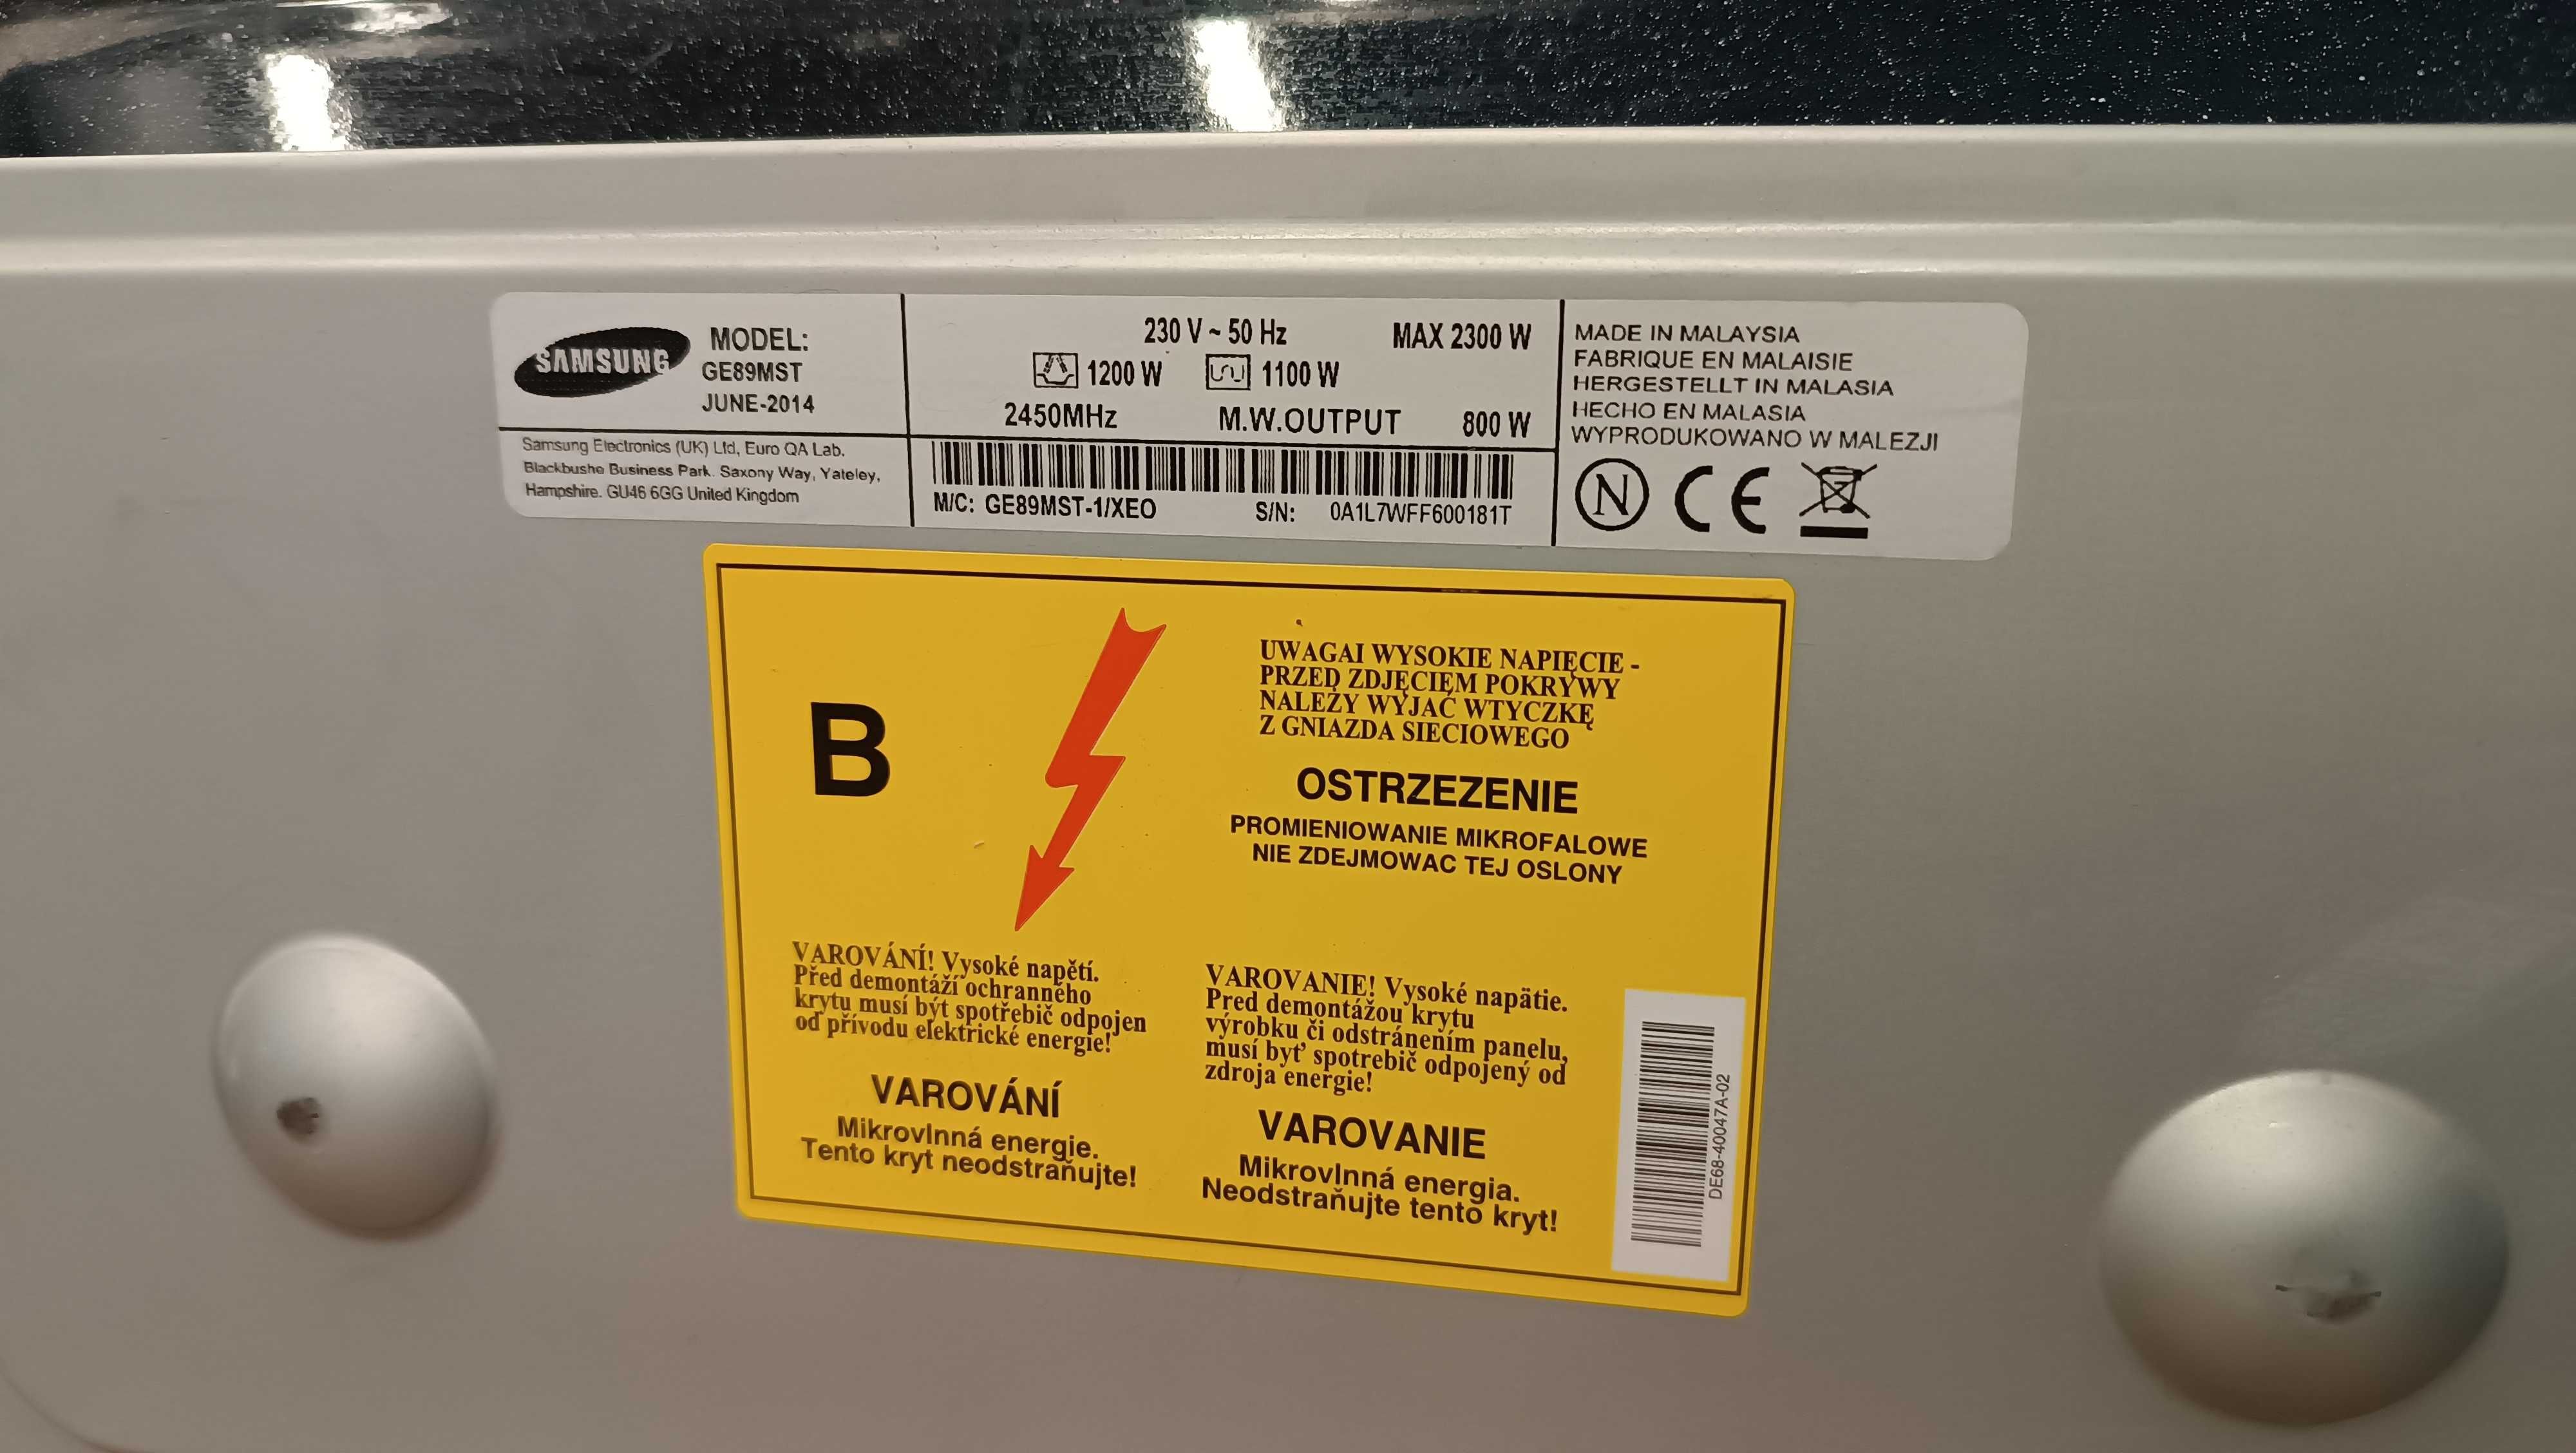 SAMSUNG
MODEL:
GE89MST
JUNE-2014
Samsung Electronics (UK) Ltd, Euro QA Lab.
Blackbushe Business Park. Saxony Way, Yateley,
Hampshire. GU46 6GG United Kingdom
230 V ~ 50 Hz MAX 2300 W
1200 W 1100 W
2450MHz M.W.OUTPUT 800 W
M/C: GE89MST-1/XEO S/N: 0A1L7WFF600181T
MADE IN MALAYSIA
FABRIQUE EN MALAISIE
HERGESTELLT IN MALASIA
HECHO EN MALASIA
WYPRODUKOWANO W MALEZJI
N CE
B
UWAGAI WYSOKIE NAPIĘCIE -
PRZED ZDJĘCIEM POKRYWY
NALEŻY WYJAĆ WTYCZKĘ
Z GNIAZDA SIECIOWEGO
OSTRZEZENIE
PROMIENIOWANIE MIKROFALOWE
NIE ZDEJMOWAC TEJ OSLONY
VAROVÁNÍ! Vysoké napětí.
Před demontáží ochranného
krytu musí být spotřebič odpojen
od přívodu elektrické energie!
VAROVÁNÍ
Mikrovlnná energie.
Tento kryt neodstraňujte!
VAROVANIE! Vysoké napätie.
Pred demontážou krytu
výrobku či odstránením panelu,
musí byť spotrebič odpojený od
zdroja energie!
VAROVANIE
Mikrovlnná energia.
Neodstraňujte tento kryt!
DE68-40047A-02